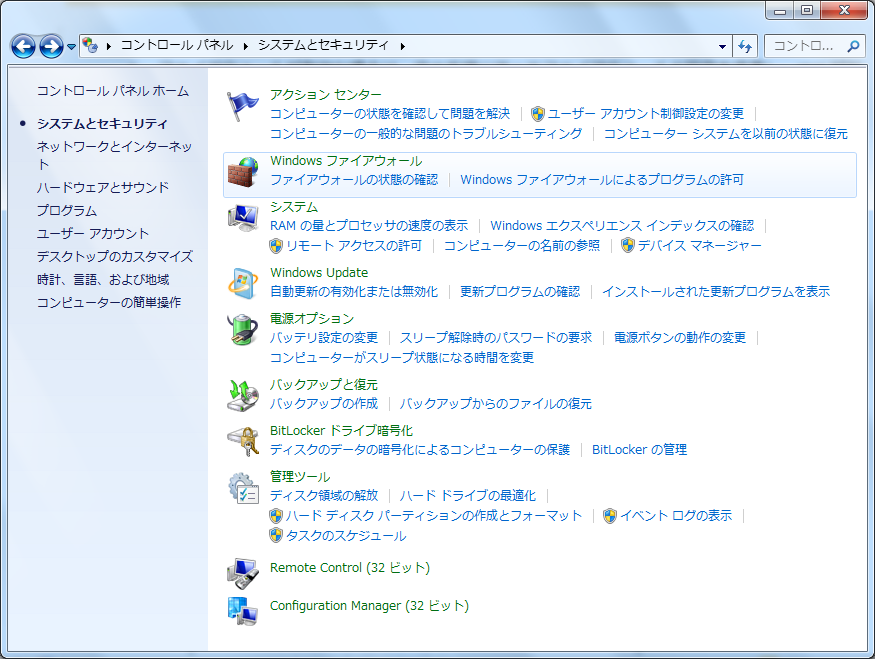 コントロール パネル ▸ システムとセキュリティ ▸
コントロ...
コントロール パネル ホーム
システムとセキュリティ
ネットワークとインターネッ
ト
ハードウェアとサウンド
プログラム
ユーザー アカウント
デスクトップのカスタマイズ
時計、言語、および地域
コンピューターの簡単操作
アクション センター
コンピューターの状態を確認して問題を解決 | ユーザー アカウント制御設定の変更 |
コンピューターの一般的な問題のトラブルシューティング | コンピューター システムを以前の状態に復元
Windows ファイアウォール
ファイアウォールの状態の確認 | Windows ファイアウォールによるプログラムの許可
システム
RAM の量とプロセッサの速度の表示 | Windows エクスペリエンス インデックスの確認 |
リモート アクセスの許可 | コンピューターの名前の参照 | デバイス マネージャー
Windows Update
自動更新の有効化または無効化 | 更新プログラムの確認 | インストールされた更新プログラムを表示
電源オプション
バッテリ設定の変更 | スリープ解除時のパスワードの要求 | 電源ボタンの動作の変更 |
コンピューターがスリープ状態になる時間を変更
バックアップと復元
バックアップの作成 | バックアップからのファイルの復元
BitLocker ドライブ暗号化
ディスクのデータの暗号化によるコンピューターの保護 | BitLocker の管理
管理ツール
ディスク領域の解放 | ハード ドライブの最適化 |
ハード ディスク パーティションの作成とフォーマット | イベント ログの表示 |
タスクのスケジュール
Remote Control (32 ビット)
Configuration Manager (32 ビット)